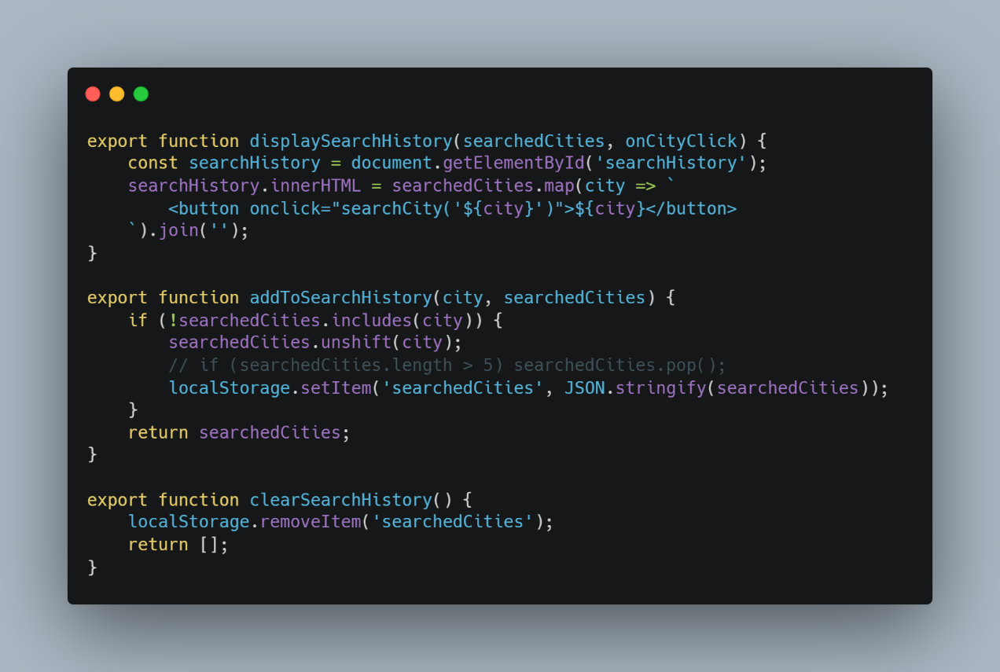 export function displaySearchHistory(searchedCities, onCityClick) {
    const searchHistory = document.getElementById('searchHistory');
    searchHistory.innerHTML = searchedCities.map(city => `
        <button onclick="searchCity('${city}')">${city}</button>
    `).join('');
}

export function addToSearchHistory(city, searchedCities) {
    if (!searchedCities.includes(city)) {
        searchedCities.unshift(city);
        // if (searchedCities.length > 5) searchedCities.pop();
        localStorage.setItem('searchedCities', JSON.stringify(searchedCities));
    }
    return searchedCities;
}

export function clearSearchHistory() {
    localStorage.removeItem('searchedCities');
    return [];
}